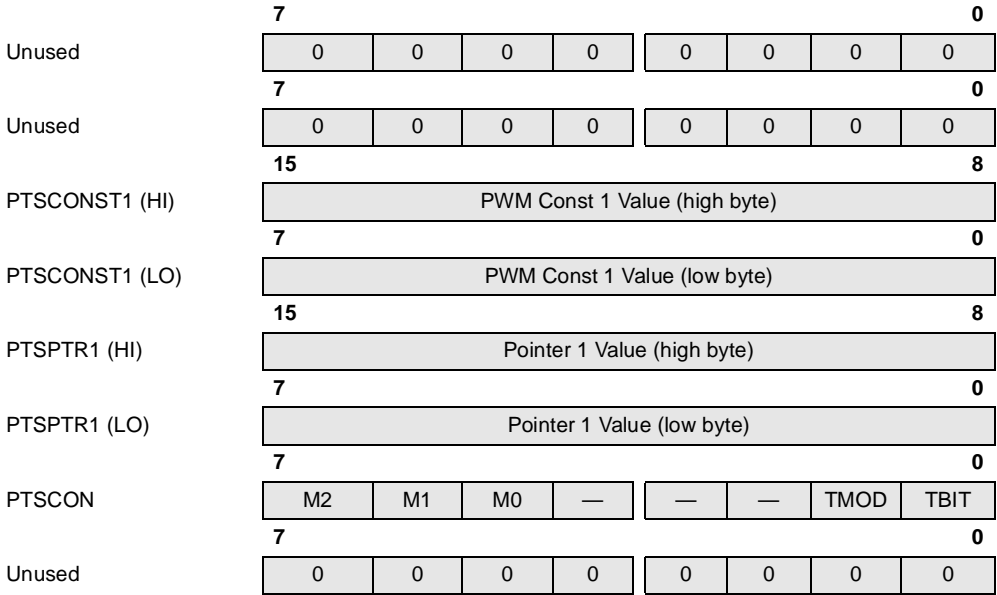 7 0
Unused 0 0 0 0 0 0 0 0
7 0
Unused 0 0 0 0 0 0 0 0
15 8
PTSCONST1 (HI) PWM Const 1 Value (high byte)
7 0
PTSCONST1 (LO) PWM Const 1 Value (low byte)
15 8
PTSPTR1 (HI) Pointer 1 Value (high byte)
7 0
PTSPTR1 (LO) Pointer 1 Value (low byte)
7 0
PTSCON M2 M1 M0 — — — TMOD TBIT
7 0
Unused 0 0 0 0 0 0 0 0